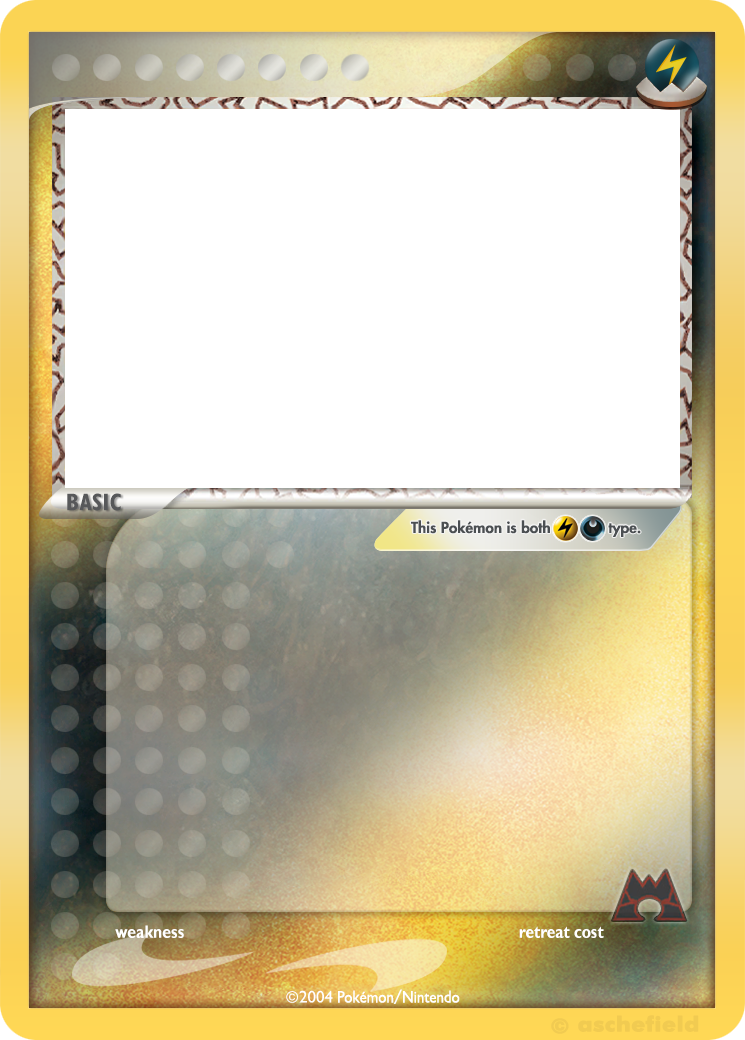 BASIC
This Pokémon is both type.
weakness
retreat cost
©2004 Pokémon/Nintendo
© aschefield